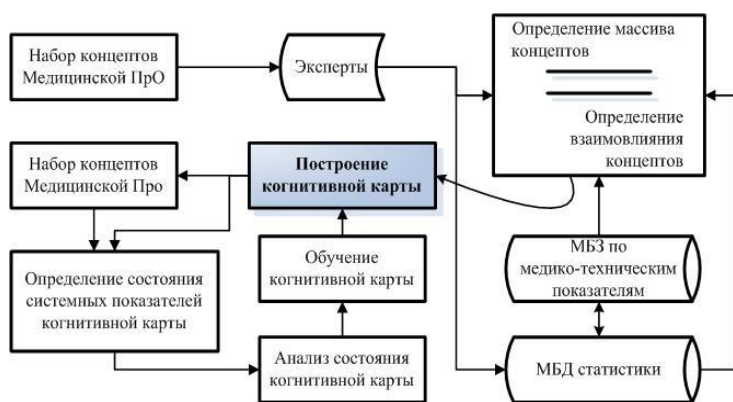 Набор концептов
Медицинской ПрО
Эксперты
Определение массива
концептов
Определение
взаимовлияния
концептов
Набор концептов
Медицинской Про
Построение
когнитивной карты
Определение состояния
системных показателей
когнитивной карты
Обучение
когнитивной карты
Анализ состояния
когнитивной карты
МБЗ по
медико-техническим
показателям
МБД статистики